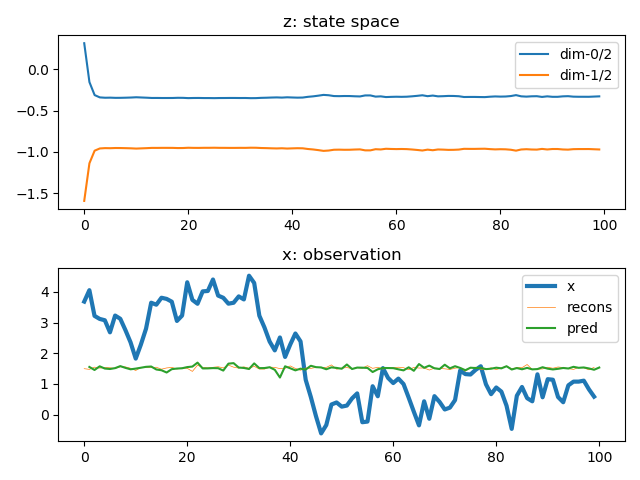 z: state space
0.0
−0.5
−1.0
−1.5
dim-0/2
dim-1/2
0 20 40 60 80 100
x: observation
4
3
2
1
0
x
recons
pred
0 20 40 60 80 100